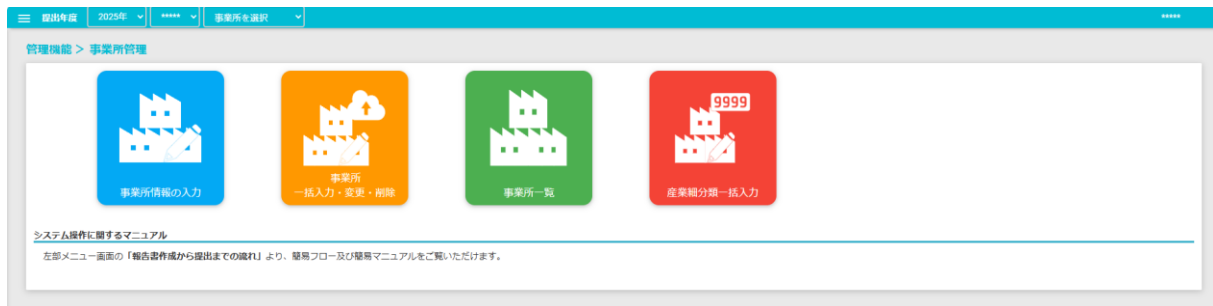 提出年度 2025年 ***** 事業所を選択 *****
管理機能 > 事業所管理
9999
事業所情報の入力
事業所
一括入力・変更・削除
事業所一覧
産業細分類一括入力
システム操作に関するマニュアル
左部メニュー画面の「報告書作成から提出までの流れ」より、簡易フロー及び簡易マニュアルをご覧いただけます。